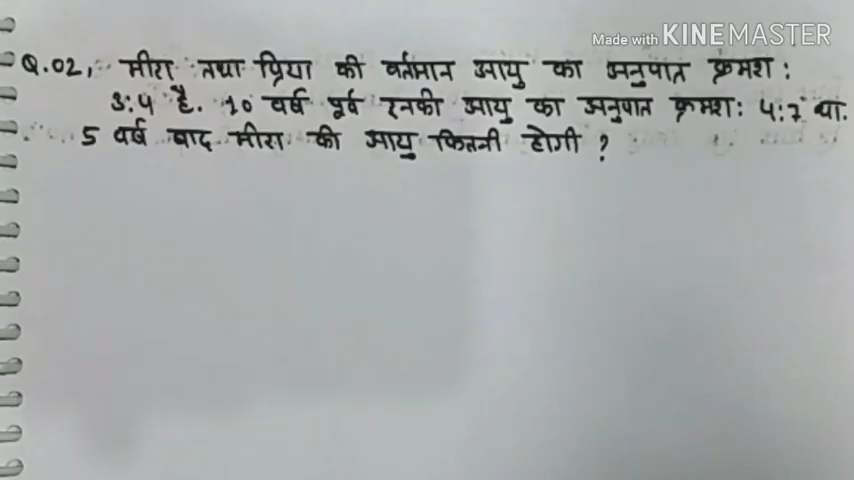 Made with KINEMASTER
Q.02, मीरा तथा प्रिया की वर्तमान आयु का अनुपात क्रमश:
3:4 है. 10 वर्ष पूर्व इनकी आयु का अनुपात क्रमश: 4:7 था.
5 वर्ष बाद मीरा की आयु कितनी होगी ?